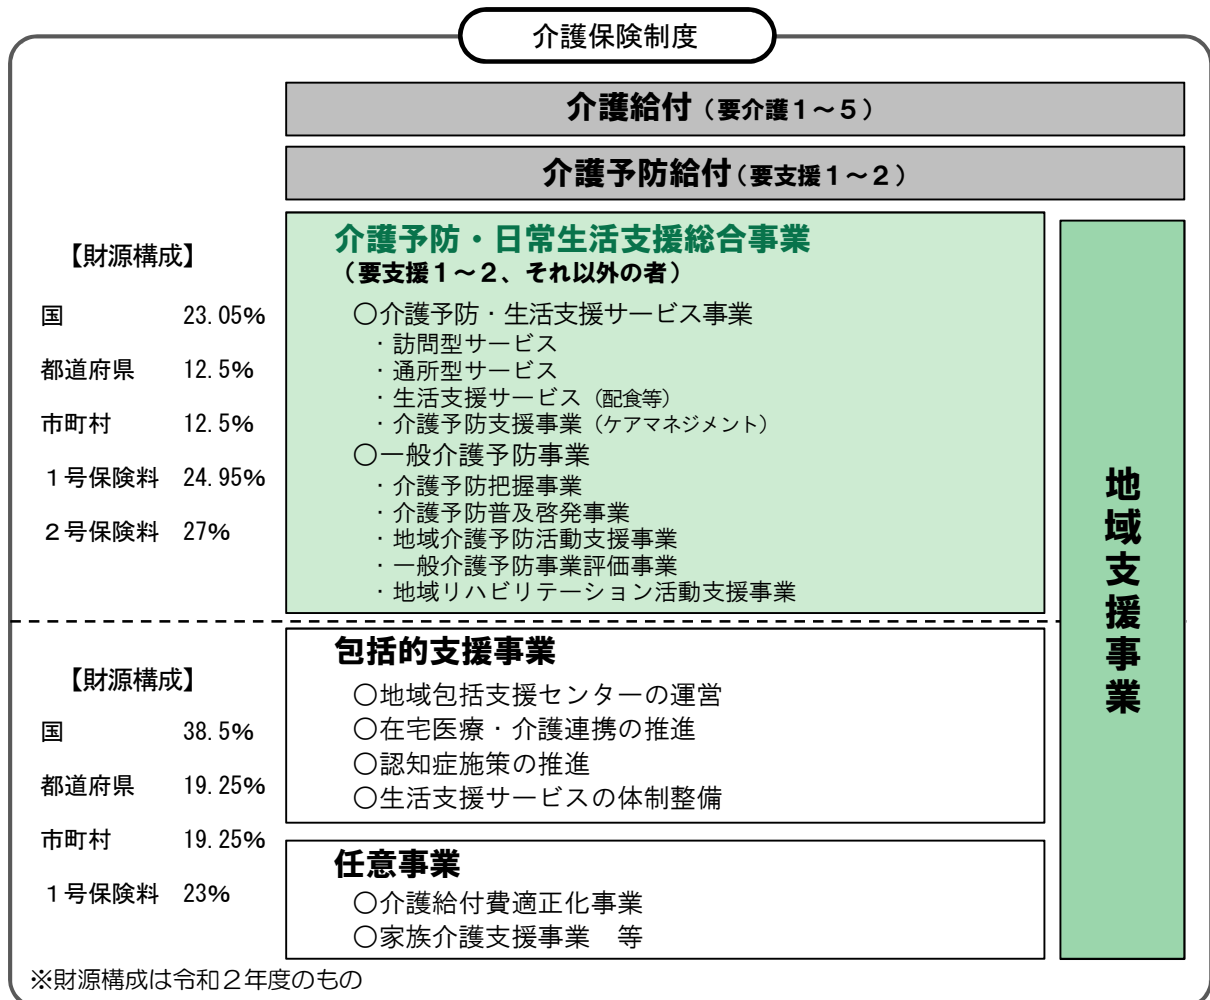 介護保険制度
介護給付（要介護１～５）
介護予防給付（要支援１～２）
【財源構成】
国 23.05%
都道府県 12.5%
市町村 12.5%
１号保険料 24.95%
２号保険料 27%
介護予防・日常生活支援総合事業
（要支援１～２、それ以外の者）
○介護予防・生活支援サービス事業
・訪問型サービス
・通所型サービス
・生活支援サービス（配食等）
・介護予防支援事業（ケアマネジメント）
○一般介護予防事業
・介護予防把握事業
・介護予防普及啓発事業
・地域介護予防活動支援事業
・一般介護予防事業評価事業
・地域リハビリテーション活動支援事業
地域支援事業
【財源構成】
国 38.5%
都道府県 19.25%
市町村 19.25%
１号保険料 23%
包括的支援事業
○地域包括支援センターの運営
○在宅医療・介護連携の推進
○認知症施策の推進
○生活支援サービスの体制整備
任意事業
○介護給付費適正化事業
○家族介護支援事業　等
※財源構成は令和２年度のもの